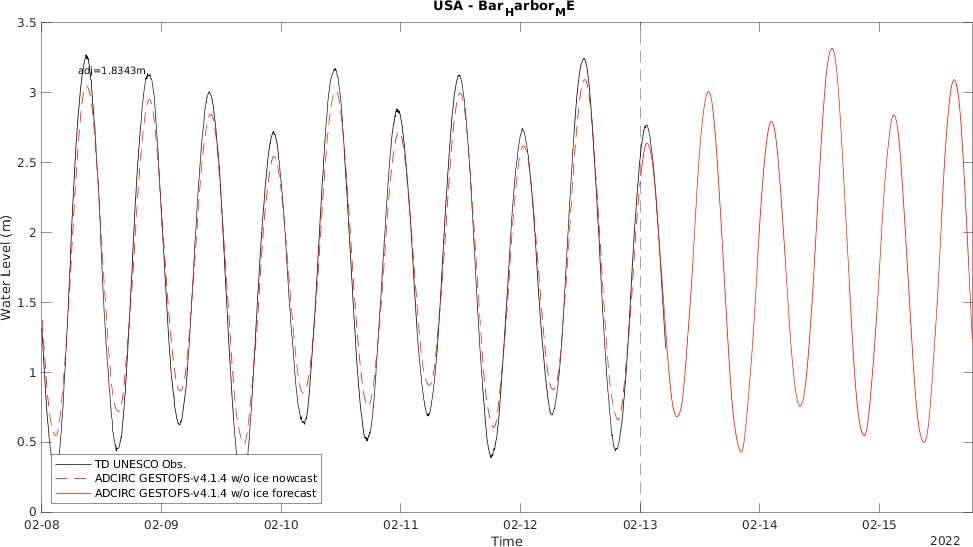 USA - BarHarborME
3.5
3
2.5
2
1.5
1
0.5
0
Water Level (m)
adj=1.8343m
TD UNESCO Obs.
ADCIRC GESTOFS-v4.1.4 w/o ice nowcast
ADCIRC GESTOFS-v4.1.4 w/o ice forecast
02-08 02-09 02-10 02-11 02-12 02-13 02-14 02-15
Time
2022